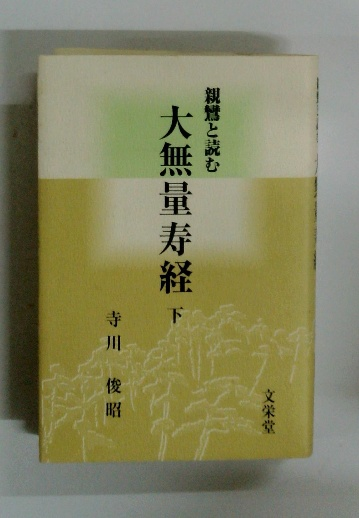 親鸞と読む
大無量寿経 下
寺川 俊昭
文栄堂